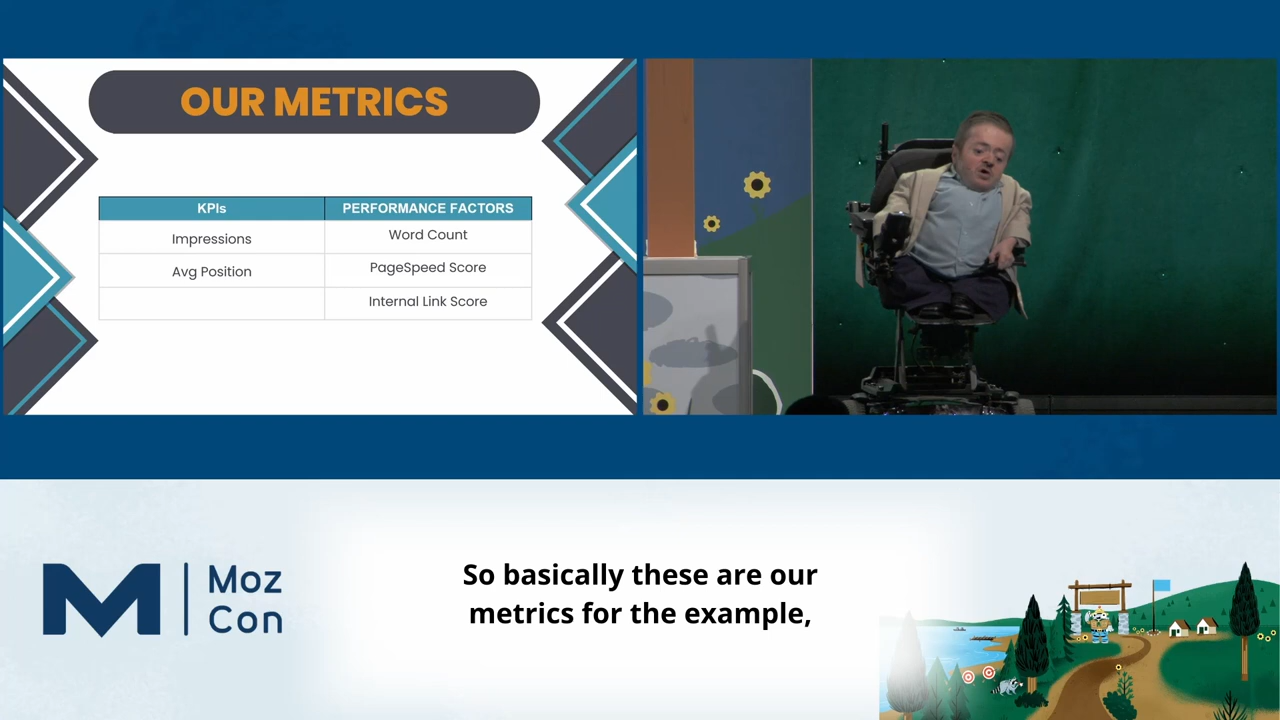 OUR METRICS
KPIs PERFORMANCE FACTORS
Impressions Word Count
Avg Position PageSpeed Score
Internal Link Score
M Moz
Con
So basically these are our
metrics for the example,